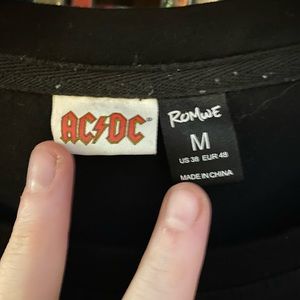 AC⚡DC®
ROMWE
M
US 38 EUR 48
MADE IN CHINA